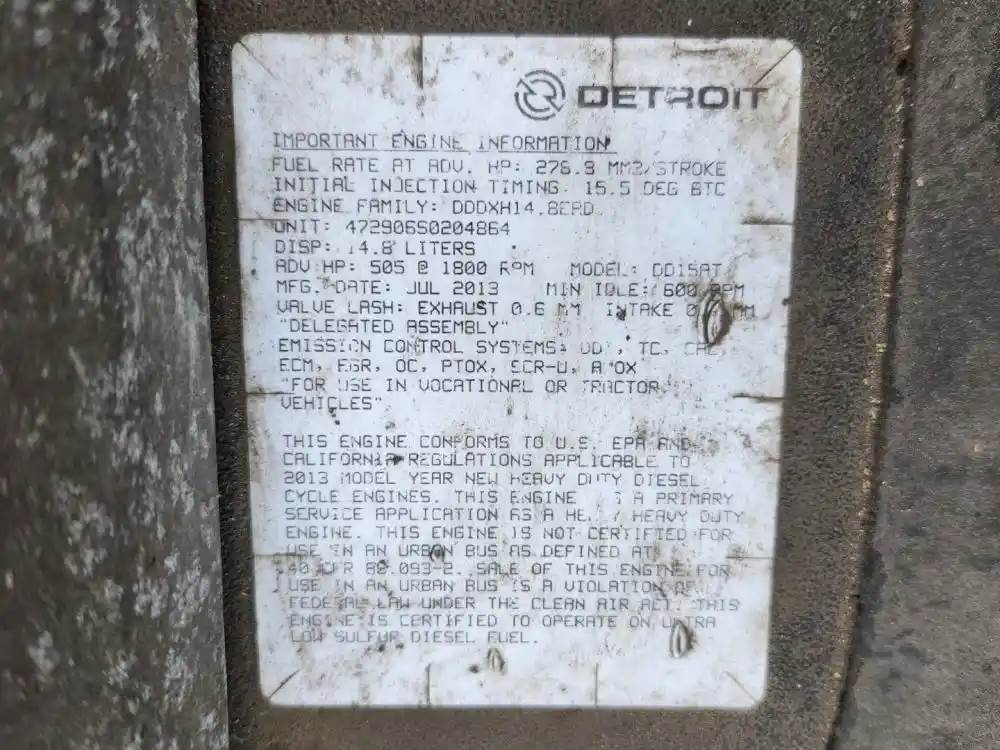 DETROIT
IMPORTANT ENGINE INFORMATION
FUEL RATE AT ADV. HP: MM3/STROKE
INITIAL INJECTION TIMING: 15.5 DEG BTC
ENGINE FAMILY:
UNIT: 472906S0204864
DISP: 14.8 LITERS
ADV HP: 505 @ 1800 RPM MODEL: DD15AT
MFG. DATE: JUL 2013 MIN IDLE: 600 RPM
VALVE LASH: EXHAUST 0.6 MM INTAKE MM
"DELEGATED ASSEMBLY"
EMISSION CONTROL SYSTEMS: TC,
ECM, EGR, OC, PTOX, SCR-U,
"FOR USE IN VOCATIONAL OR TRACTOR
VEHICLES"
THIS ENGINE CONFORMS TO U.S. EPA AND
CALIFORNIA REGULATIONS APPLICABLE TO
2013 MODEL YEAR NEW HEAVY DUTY DIESEL
CYCLE ENGINES. THIS ENGINE IS A PRIMARY
SERVICE APPLICATION AS A HEAVY HEAVY DUTY
ENGINE. THIS ENGINE IS NOT CERTIFIED FOR
USE IN AN URBAN BUS AS DEFINED AT
40 CFR SALE OF THIS ENGINE FOR
USE IN AN URBAN BUS IS A VIOLATION OF
FEDERAL LAW UNDER THE CLEAN AIR ACT. THIS
ENGINE IS CERTIFIED TO OPERATE ON ULTRA
LOW SULFUR DIESEL FUEL.